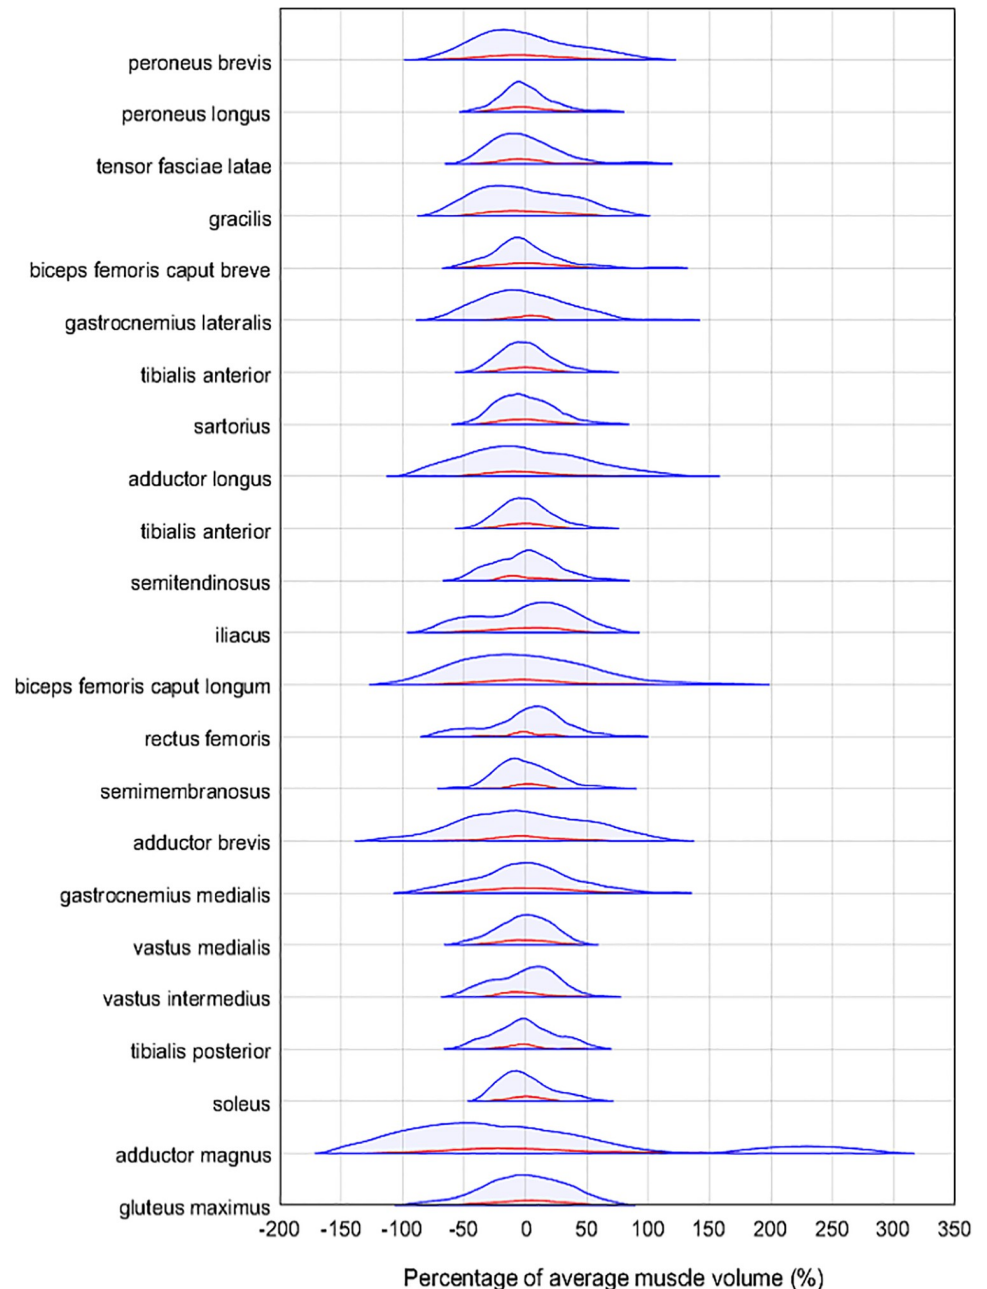 peroneus brevis
peroneus longus
tensor fasciae latae
gracilis
biceps femoris caput breve
gastrocnemius lateralis
tibialis anterior
sartorius
adductor longus
tibialis anterior
semitendinosus
iliacus
biceps femoris caput longum
rectus femoris
semimembranosus
adductor brevis
gastrocnemius medialis
vastus medialis
vastus intermedius
tibialis posterior
soleus
adductor magnus
gluteus maximus
-200 -150 -100 -50 0 50 100 150 200 250 300 350
Percentage of average muscle volume (%)